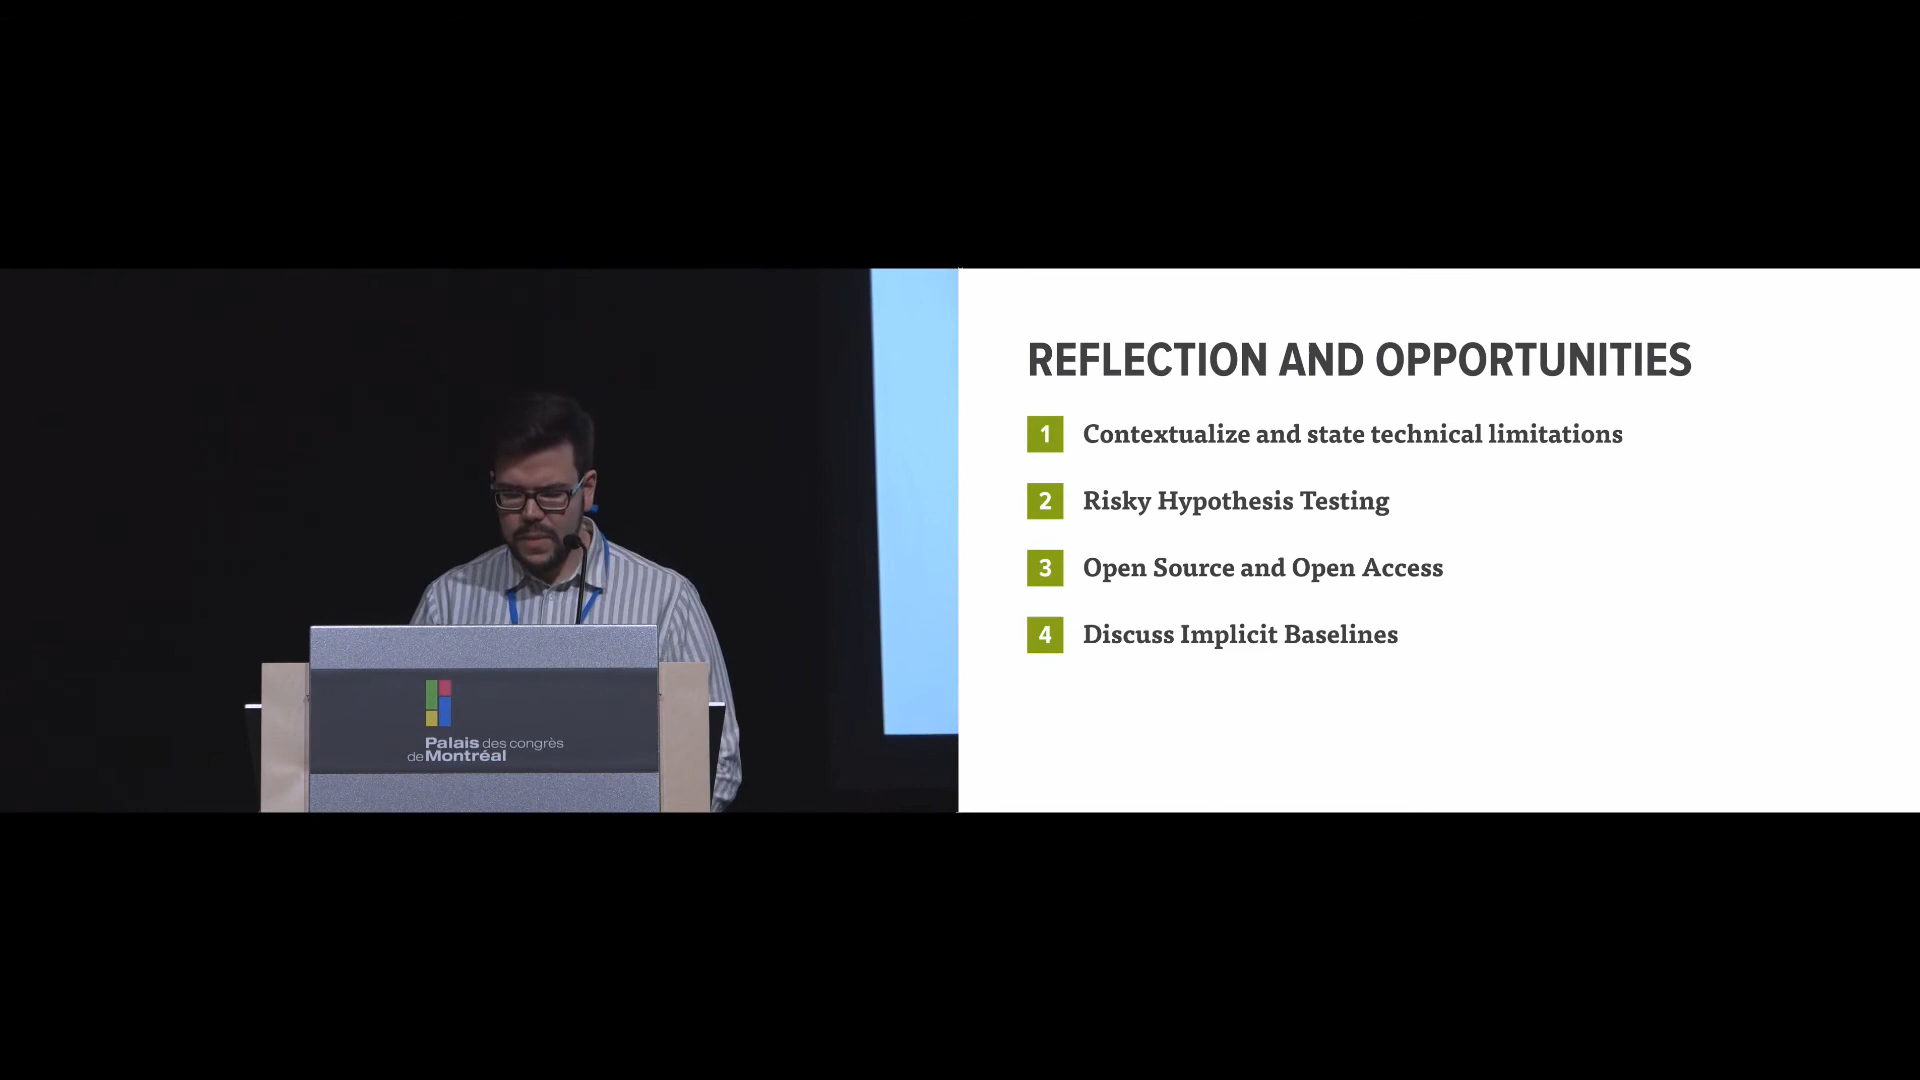 REFLECTION AND OPPORTUNITIES
1 Contextualize and state technical limitations
2 Risky Hypothesis Testing
3 Open Source and Open Access
4 Discuss Implicit Baselines
Palais des congrès
de Montréal